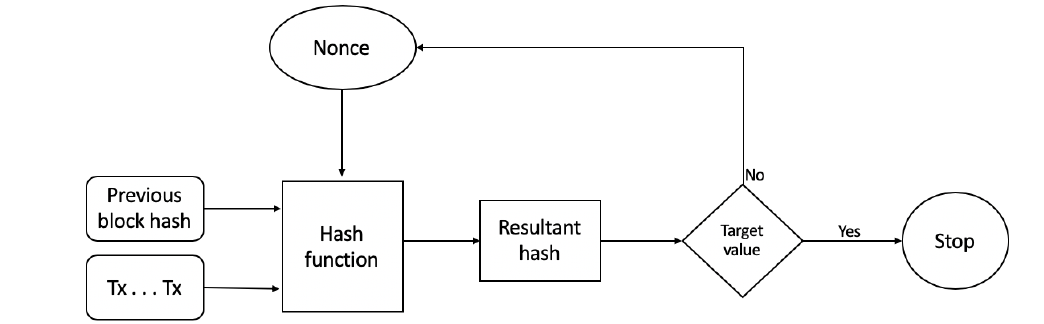 Nonce
No
Previous
block hash
Hash
function
Resultant
hash
Target
value
Yes
Stop
Tx . . . Tx